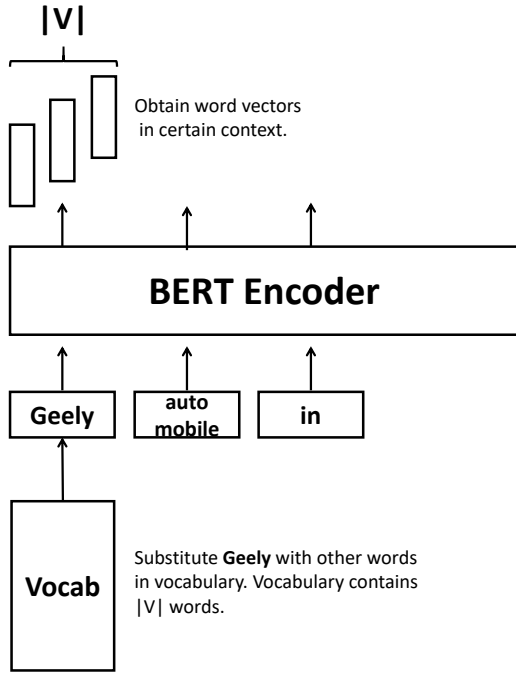 |V|
Obtain word vectors
in certain context.
BERT Encoder
Geely
auto
mobile
in
Vocab
Substitute Geely with other words
in vocabulary. Vocabulary contains
|V| words.